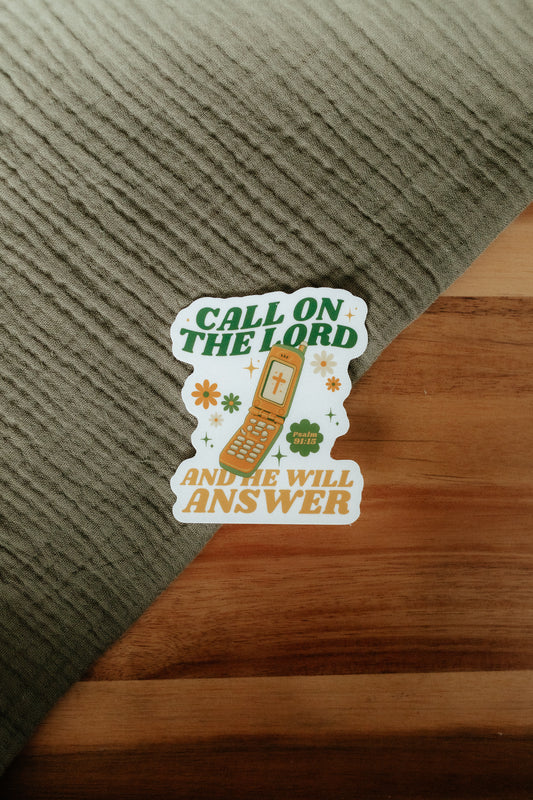 CALL ON
THE LORD
Psalm
91:15
AND HE WILL
ANSWER